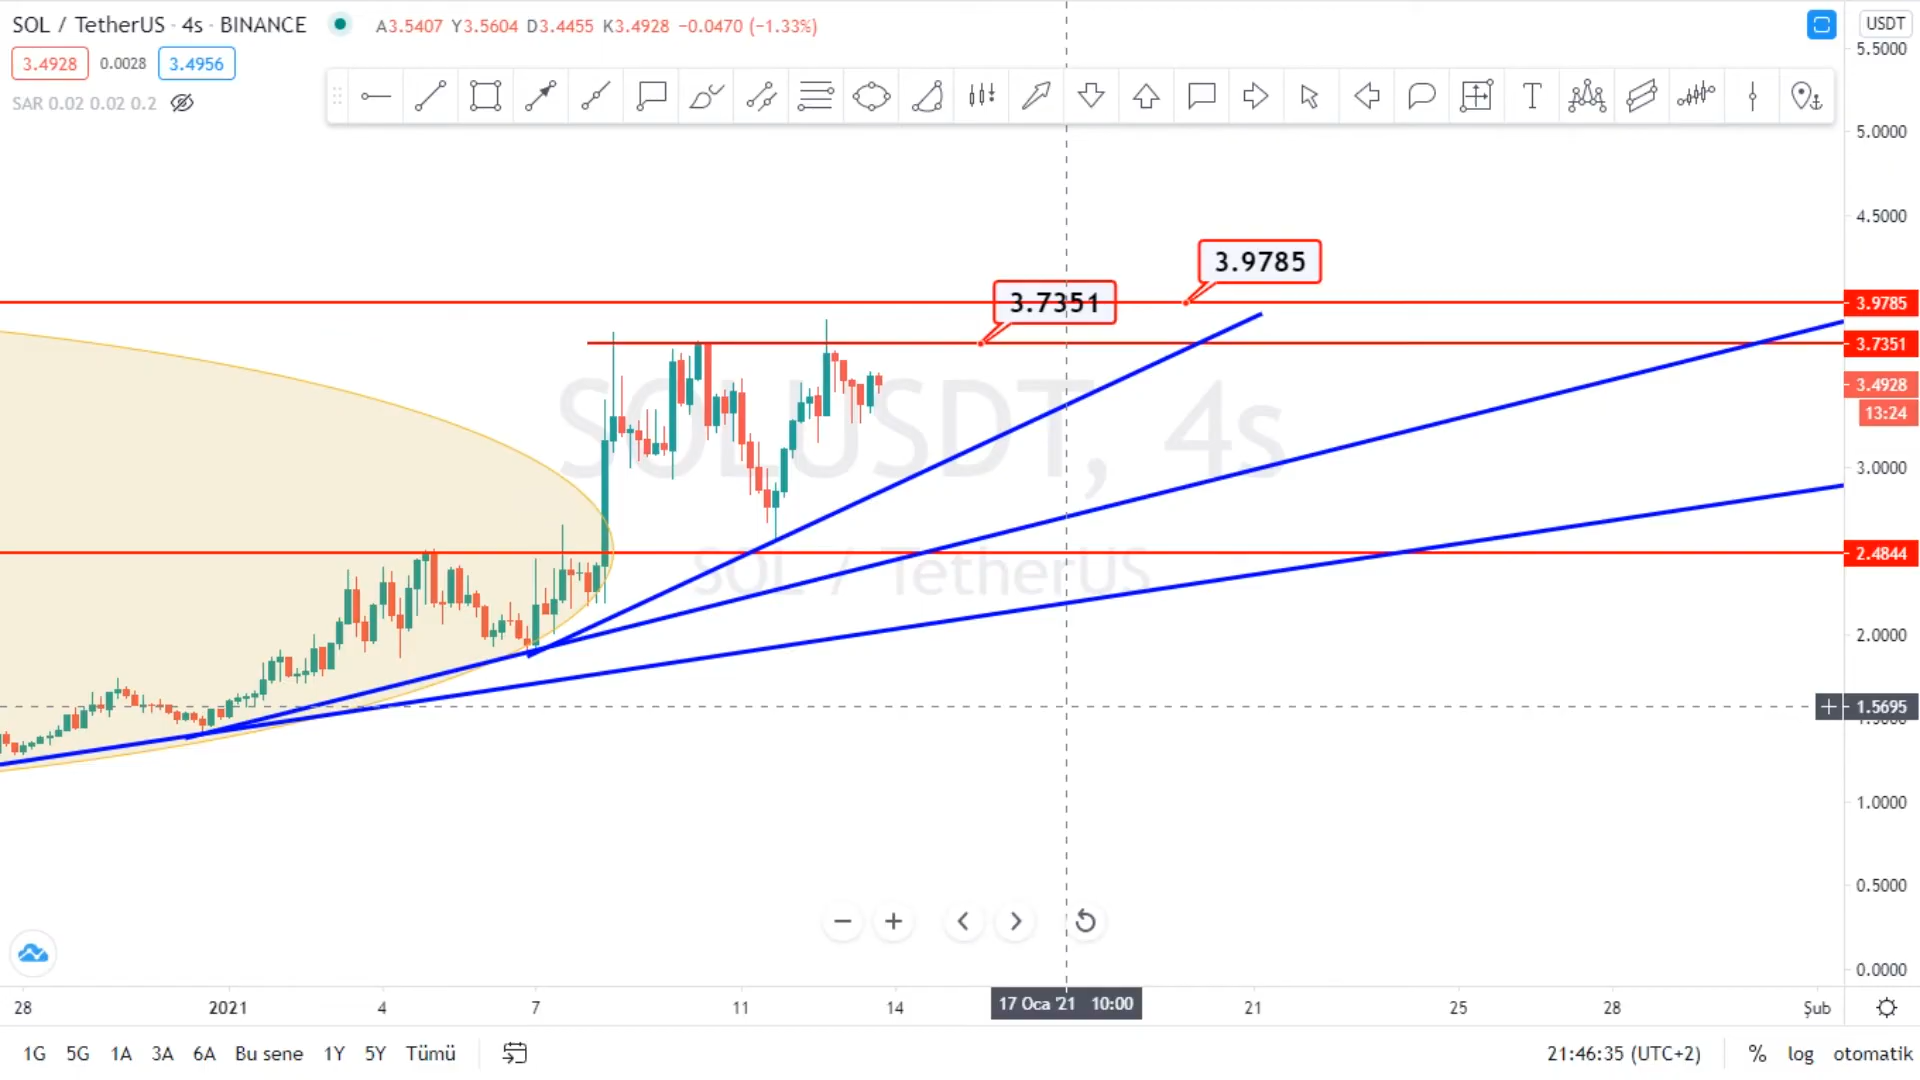 SOL / TetherUS · 4s · BINANCE A3.5407 Y3.5604 D3.4455 K3.4928 −0.0470 (−1.33%)
USDT
3.4928 0.0028 3.4956
SAR 0.02 0.02 0.2
5.5000
5.0000
4.5000
3.9785
3.7351
3.9785
3.7351
3.4928
13:24
SOLUSDT, 4s
3.0000
2.4844
SOL / TetherUS
2.0000
1.5695
1.0000
0.5000
0.0000
28 2021 4 7 11 14 17 Oca '21 10:00 21 25 28 Şub
1G 5G 1A 3A 6A Bu sene 1Y 5Y Tümü 21:46:35 (UTC+2) % log otomatik